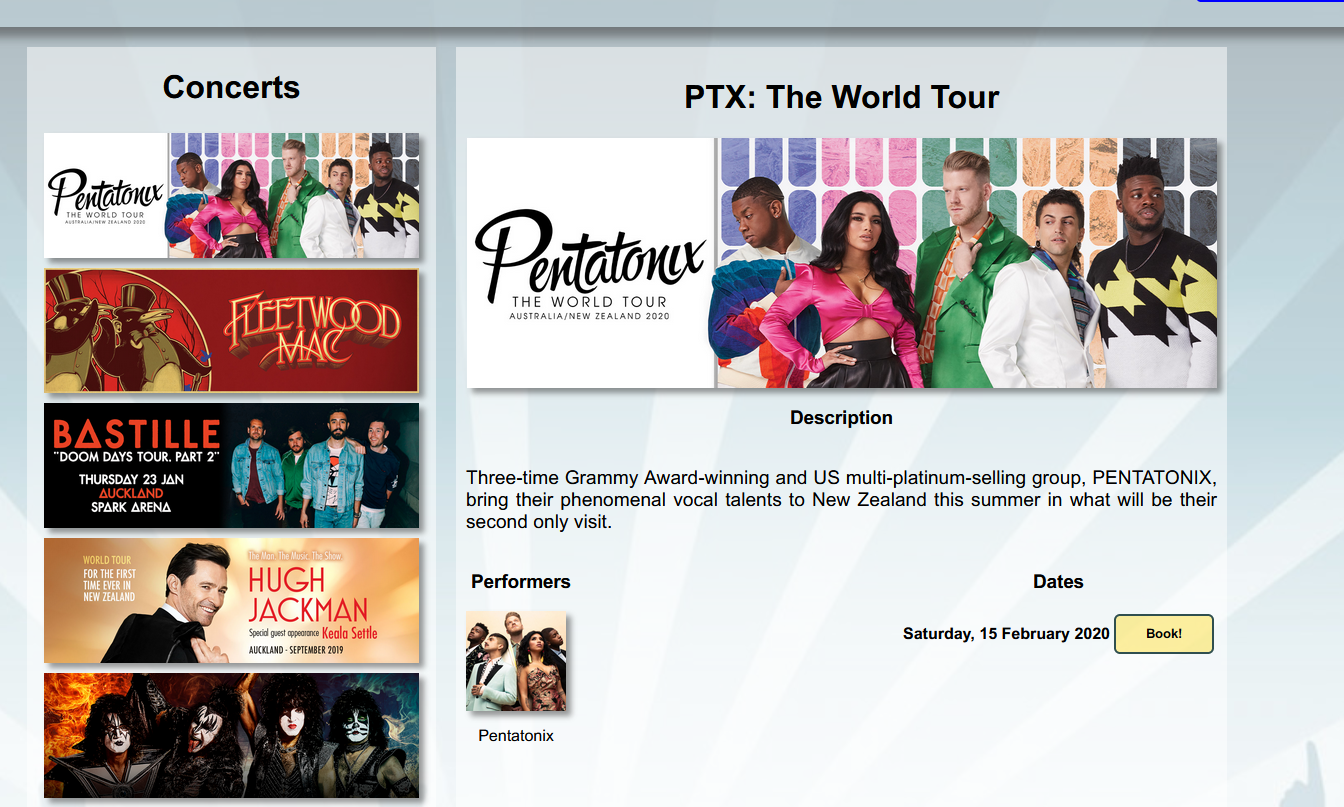 Concerts
Pentatonix
THE WORLD TOUR
AUSTRALIA/NEW ZEALAND 2020
FLEETWOOD
MAC
BASTILLE
"DOOM DAYS TOUR, PART 2"
THURSDAY 23 JAN
AUCKLAND
SPARK ARENA
WORLD TOUR
FOR THE FIRST
TIME EVER IN
NEW ZEALAND
The Man. The Music. The Show.
HUGH
JACKMAN
Special guest appearance Keala Settle
AUCKLAND - SEPTEMBER 2019
PTX: The World Tour
Pentatonix
THE WORLD TOUR
AUSTRALIA/NEW ZEALAND 2020
Description
Three-time Grammy Award-winning and US multi-platinum-selling group, PENTATONIX,
bring their phenomenal vocal talents to New Zealand this summer in what will be their
second only visit.
Performers
Pentatonix
Dates
Saturday, 15 February 2020 Book!